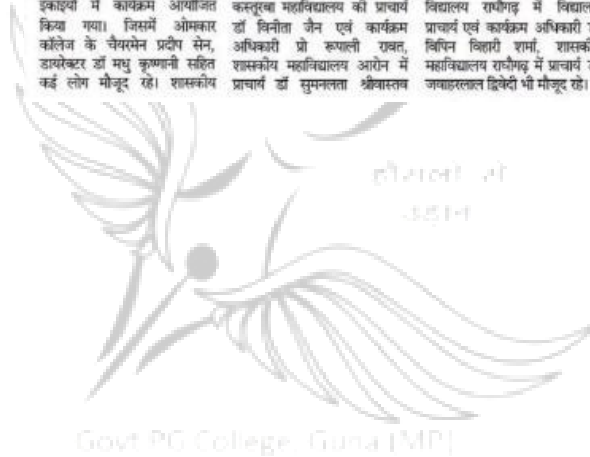 इकाइयों में कार्यक्रम आयोजित
किया गया। जिसमें ओमकार
कॉलेज के चैयरमेन प्रदीप सेन,
डायरेक्टर डॉ मधु कृष्णानी सहित
कई लोग मौजूद रहे। शासकीय
कस्तूरबा महाविद्यालय की प्राचार्य
डॉ विनीता जैन एवं कार्यक्रम
अधिकारी प्रो रूपाली रावत,
शासकीय महाविद्यालय आरोन में
प्राचार्य डॉ सुमनलता श्रीवास्तव
विद्यालय राघौगढ़ में
प्राचार्य एवं कार्यक्रम अधिकारी
विपिन विहारी शर्मा,
महाविद्यालय राघौगढ़ में प्राचार्य
जवाहरलाल द्विवेदी भी मौजूद रहे।
हौसलों से
उड़ान
Govt PG College, Guna (MP)